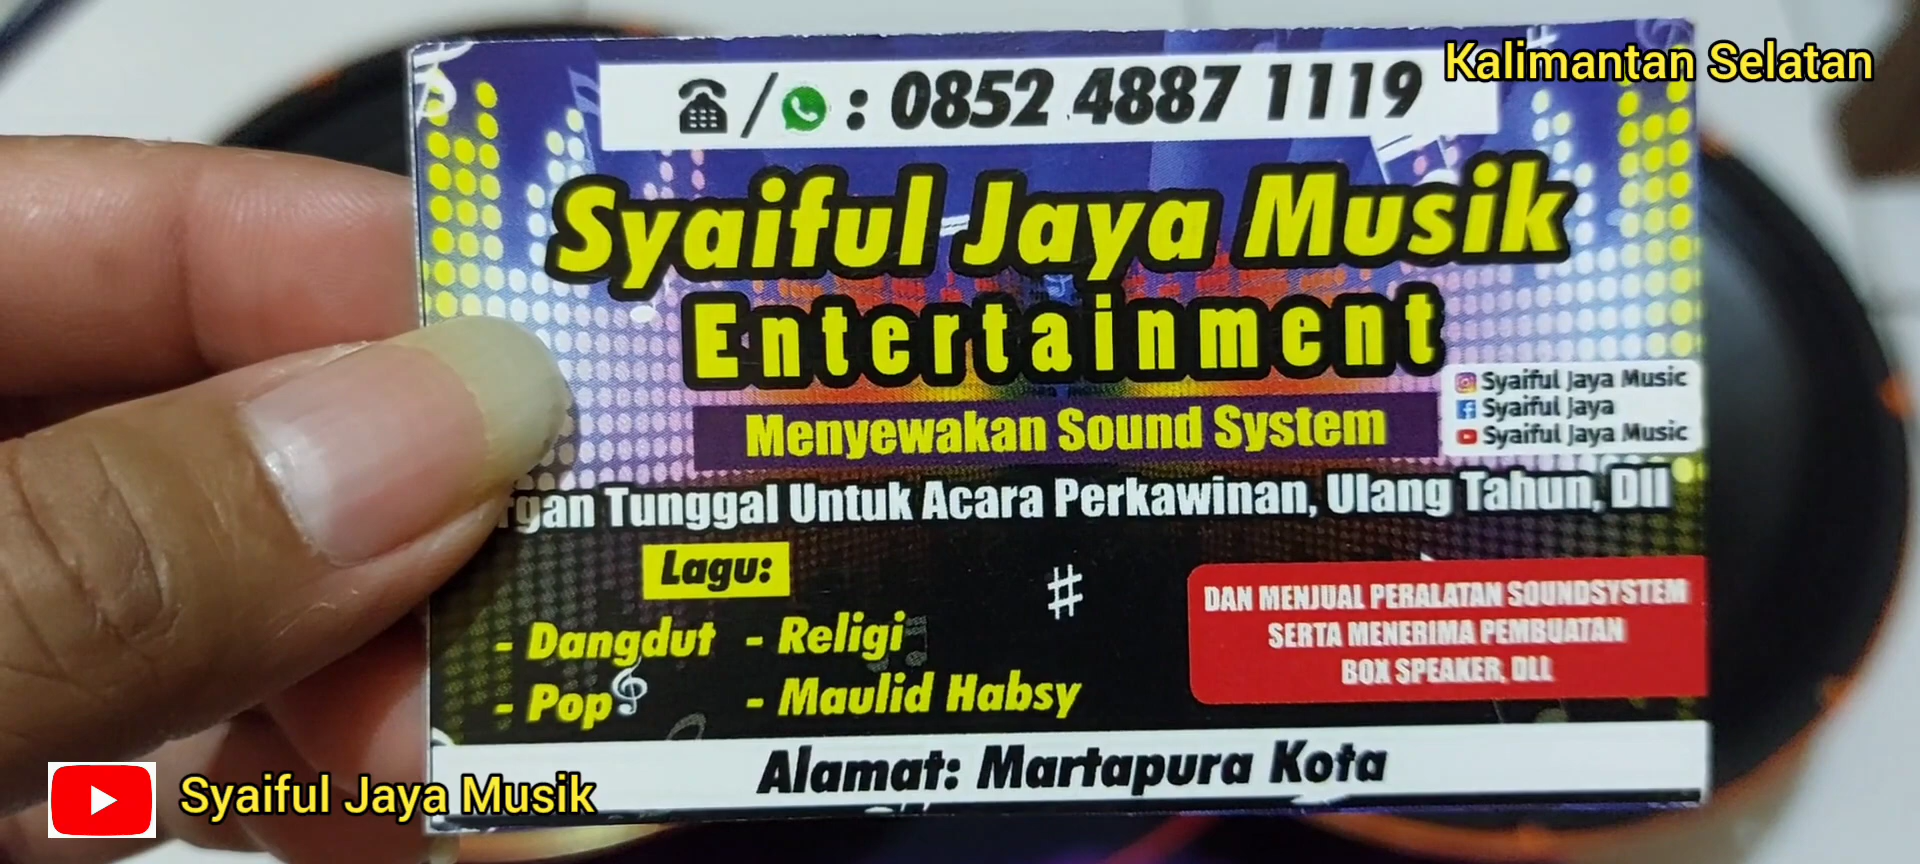 Kalimantan Selatan
/ : 0852 4887 1119
Syaiful Jaya Musik
Entertainment
Menyewakan Sound System
Syaiful Jaya Music
Syaiful Jaya
Syaiful Jaya Music
rgan Tunggal Untuk Acara Perkawinan, Ulang Tahun, Dll
Lagu:
- Dangdut - Religi
- Pop - Maulid Habsy
#
DAN MENJUAL PERALATAN SOUNDSYSTEM
SERTA MENERIMA PEMBUATAN
BOX SPEAKER, DLL
Alamat: Martapura Kota
Syaiful Jaya Musik